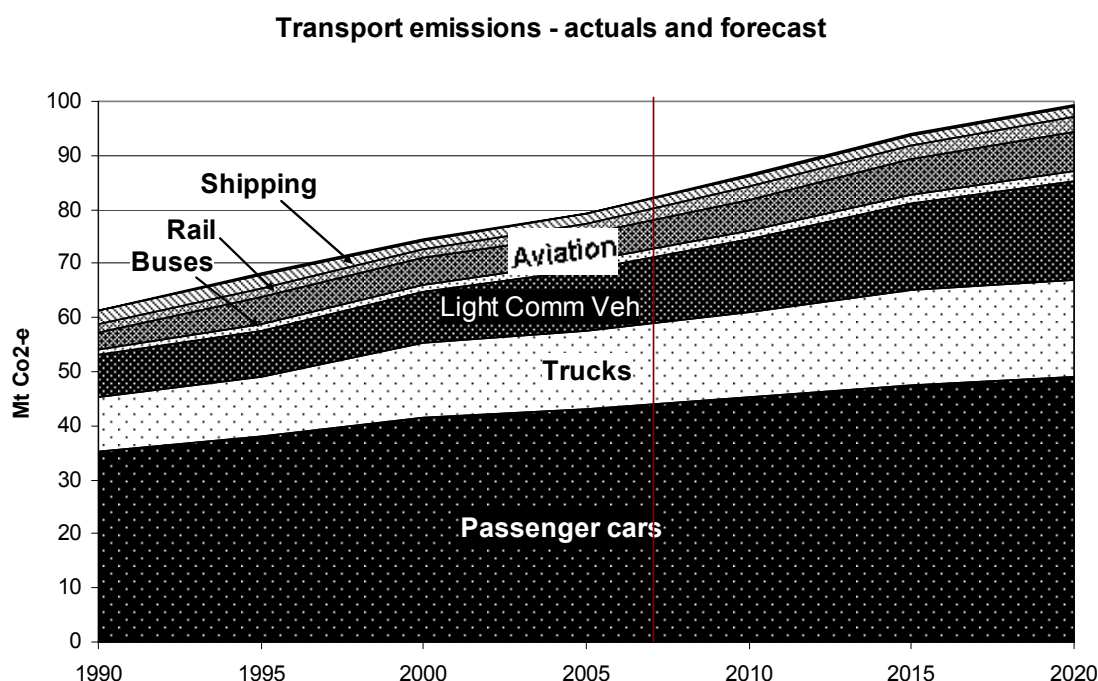 Transport emissions - actuals and forecast
Mt Co2-e
100
90
80
70
60
50
40
30
20
10
0
Shipping
Rail
Buses
Aviation
Light Comm Veh
Trucks
Passenger cars
1990 1995 2000 2005 2010 2015 2020